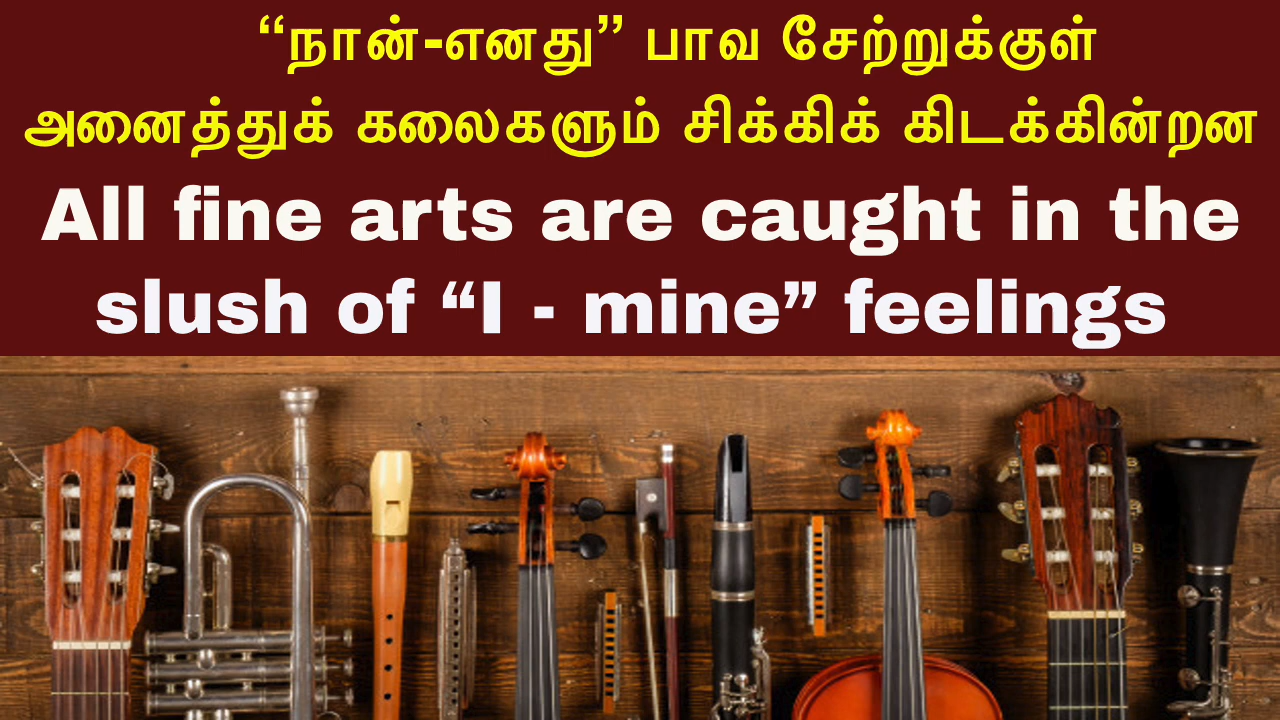 “நான்-எனது” பாவ சேற்றுக்குள்
அனைத்துக் கலைகளும் சிக்கிக் கிடக்கின்றன
All fine arts are caught in the
slush of “I - mine” feelings